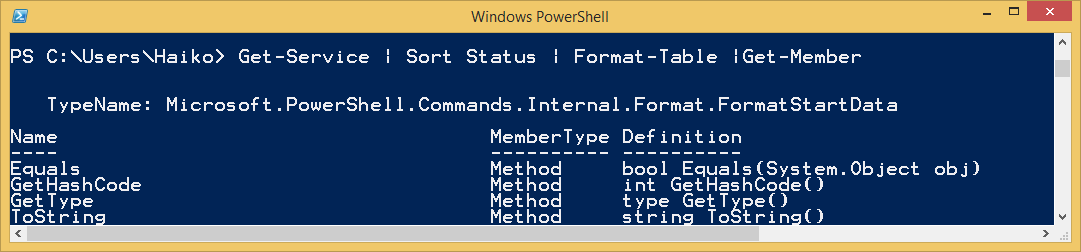 Windows PowerShell
PS C:\Users\Haiko> Get-Service | Sort Status | Format-Table |Get-Member
TypeName: Microsoft.PowerShell.Commands.Internal.Format.FormatStartData
Name MemberType Definition
---- ---------- ----------
Equals Method bool Equals(System.Object obj)
GetHashCode Method int GetHashCode()
GetType Method type GetType()
ToString Method string ToString()